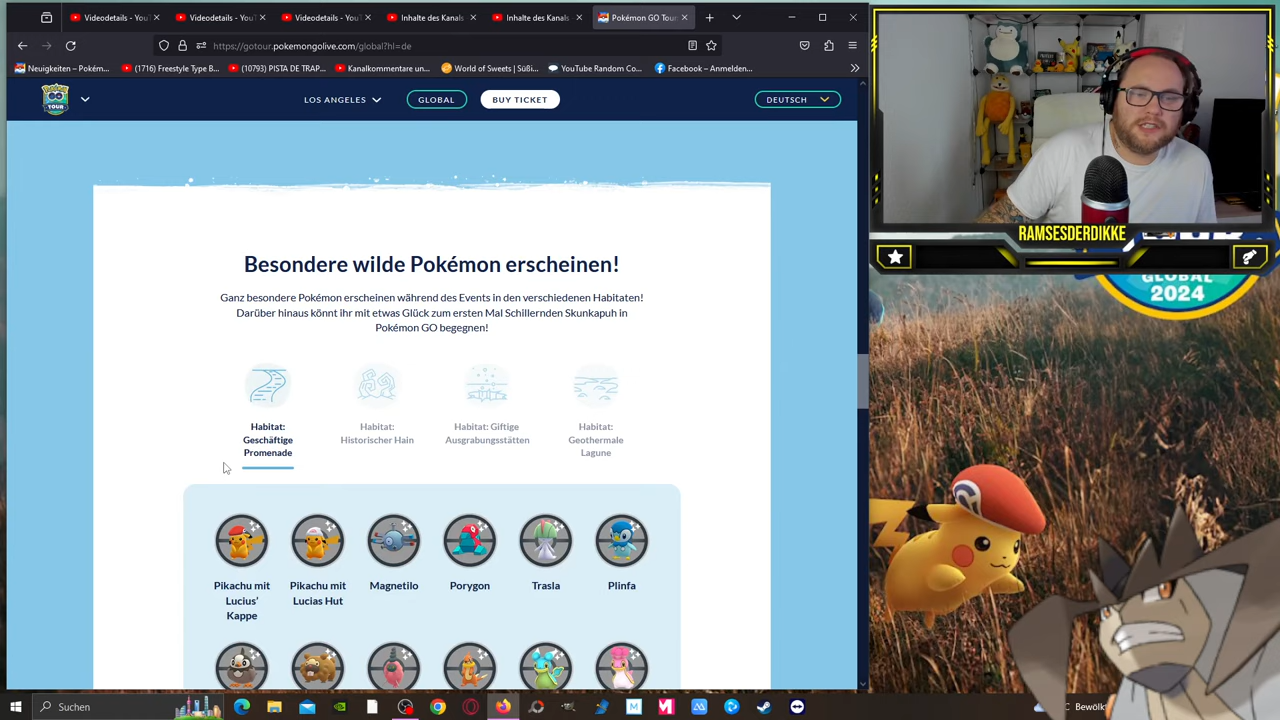 Videodetails - YouT
Videodetails - YouT
Videodetails - YouT
Inhalte des Kanals
Inhalte des Kanals
Pokémon GO Tour
https://gotour.pokemongolive.com/global?hl=de
Neuigkeiten – Pokém...
(1716) Freestyle Type B...
(10793) PISTA DE TRAP...
Kanalkommentare un...
World of Sweets | Süßi...
YouTube Random Co...
Facebook – Anmelden...
TOUR
LOS ANGELES
GLOBAL
BUY TICKET
DEUTSCH
Besondere wilde Pokémon erscheinen!
Ganz besondere Pokémon erscheinen während des Events in den verschiedenen Habitaten!
Darüber hinaus könnt ihr mit etwas Glück zum ersten Mal Schillernden Skunkapuh in
Pokémon GO begegnen!
Habitat:
Geschäftige
Promenade
Habitat:
Historischer Hain
Habitat: Giftige
Ausgrabungsstätten
Habitat:
Geothermale
Lagune
Pikachu mit
Lucius'
Kappe
Pikachu mit
Lucias Hut
Magnetilo
Porygon
Trasla
Plinfa
RAMSESDERDIKKE
GLOBAL
2024
Suchen
C Bewölk